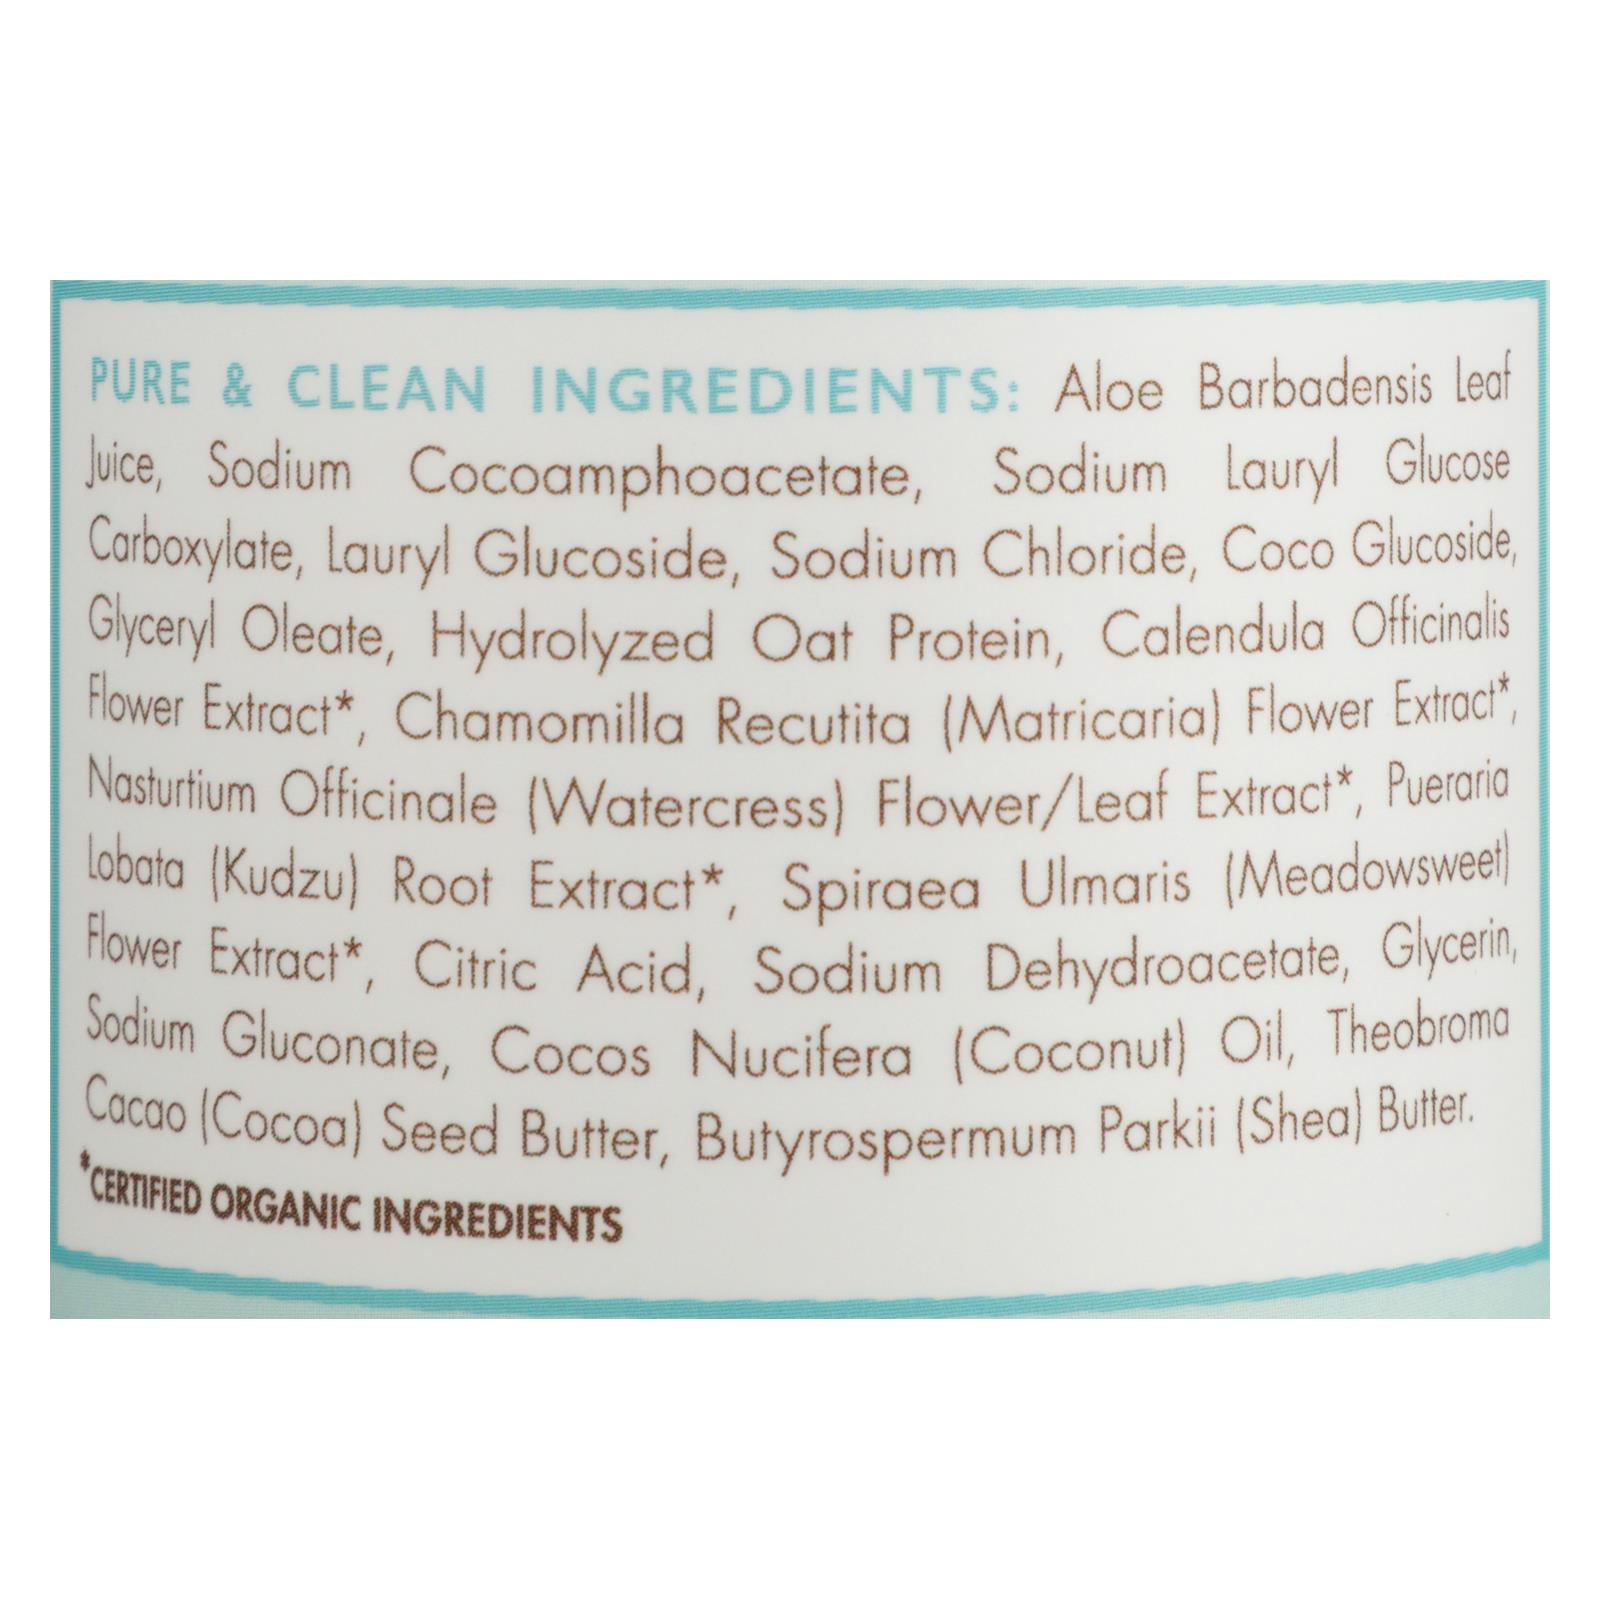 PURE & CLEAN INGREDIENTS: Aloe Barbadensis Leaf
Juice, Sodium Cocoamphoacetate, Sodium Lauryl Glucose
Carboxylate, Lauryl Glucoside, Sodium Chloride, Coco Glucoside,
Glyceryl Oleate, Hydrolyzed Oat Protein, Calendula Officinalis
Flower Extract*, Chamomilla Recutita (Matricaria) Flower Extract*,
Nasturtium Officinale (Watercress) Flower/Leaf Extract*, Pueraria
Lobata (Kudzu) Root Extract*, Spiraea Ulmaris (Meadowsweet)
Flower Extract*, Citric Acid, Sodium Dehydroacetate, Glycerin,
Sodium Gluconate, Cocos Nucifera (Coconut) Oil, Theobroma
Cacao (Cocoa) Seed Butter, Butyrospermum Parkii (Shea) Butter.
*CERTIFIED ORGANIC INGREDIENTS